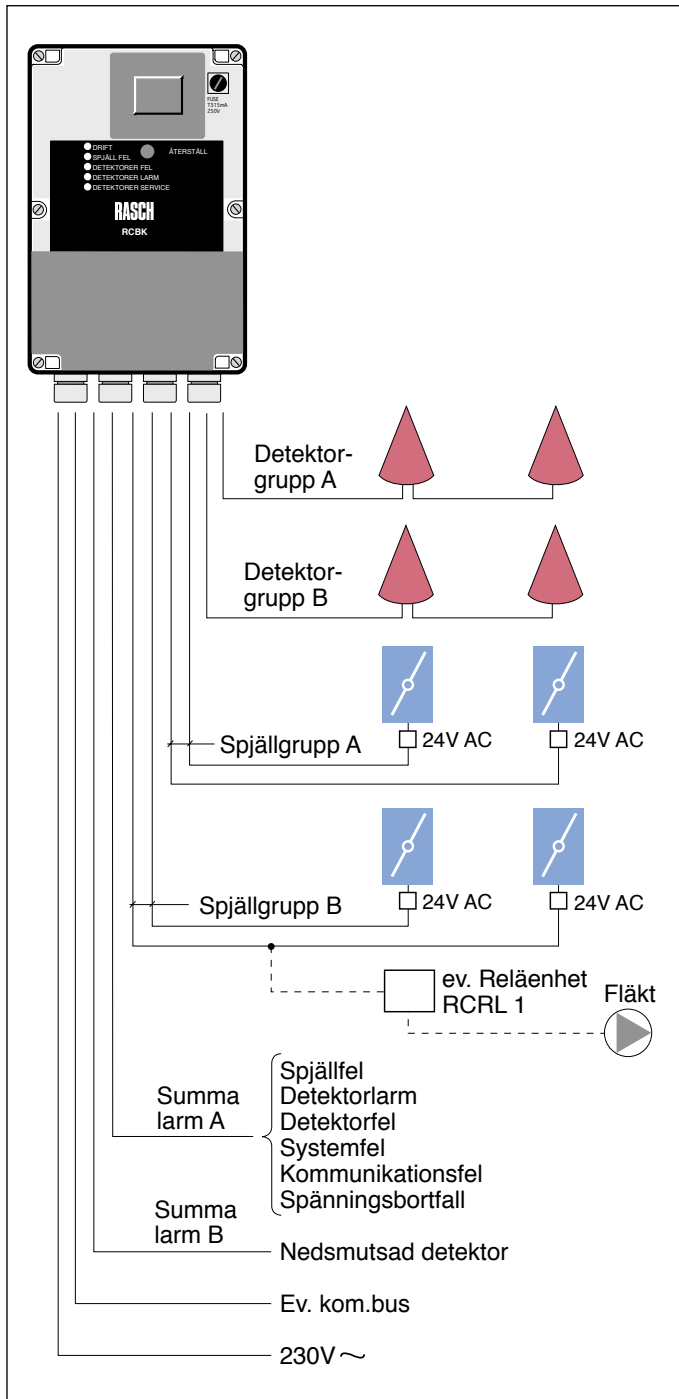 FUSE
T315mA
250V
DRIFT
SPJÄLL FEL
ÅTERSTÄLL
DETEKTORER FEL
DETEKTORER LARM
DETEKTORER SERVICE
RASCH
RCBK
Detektor-
grupp A
Detektor-
grupp B
Spjällgrupp A
24V AC
24V AC
Spjällgrupp B
24V AC
24V AC
ev. Reläenhet
RCRL 1
Fläkt
Summa
larm A
Spjällfel
Detektorlarm
Detektorfel
Systemfel
Kommunikationsfel
Spänningsbortfall
Summa
larm B
Nedsmutsad detektor
Ev. kom.bus
230V ~